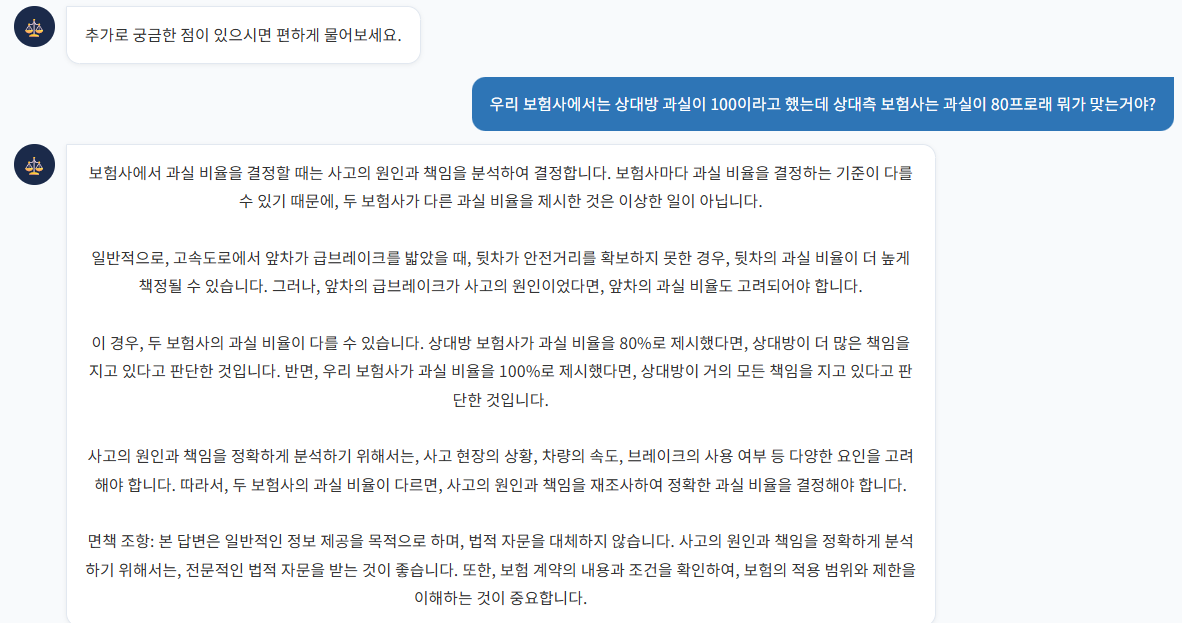 추가로 궁금한 점이 있으시면 편하게 물어보세요.
우리 보험사에서는 상대방 과실이 100이라고 했는데 상대측 보험사는 과실이 80프로래 뭐가 맞는거야?
보험사에서 과실 비율을 결정할 때는 사고의 원인과 책임을 분석하여 결정합니다. 보험사마다 과실 비율을 결정하는 기준이 다를
수 있기 때문에, 두 보험사가 다른 과실 비율을 제시한 것은 이상한 일이 아닙니다.
일반적으로, 고속도로에서 앞차가 급브레이크를 밟았을 때, 뒷차가 안전거리를 확보하지 못한 경우, 뒷차의 과실 비율이 더 높게
책정될 수 있습니다. 그러나, 앞차의 급브레이크가 사고의 원인이었다면, 앞차의 과실 비율도 고려되어야 합니다.
이 경우, 두 보험사의 과실 비율이 다를 수 있습니다. 상대방 보험사가 과실 비율을 80%로 제시했다면, 상대방이 더 많은 책임을
지고 있다고 판단한 것입니다. 반면, 우리 보험사가 과실 비율을 100%로 제시했다면, 상대방이 거의 모든 책임을 지고 있다고 판
단한 것입니다.
사고의 원인과 책임을 정확하게 분석하기 위해서는, 사고 현장의 상황, 차량의 속도, 브레이크의 사용 여부 등 다양한 요인을 고려
해야 합니다. 따라서, 두 보험사의 과실 비율이 다르면, 사고의 원인과 책임을 재조사하여 정확한 과실 비율을 결정해야 합니다.
면책 조항: 본 답변은 일반적인 정보 제공을 목적으로 하며, 법적 자문을 대체하지 않습니다. 사고의 원인과 책임을 정확하게 분석
하기 위해서는, 전문적인 법적 자문을 받는 것이 좋습니다. 또한, 보험 계약의 내용과 조건을 확인하여, 보험의 적용 범위와 제한을
이해하는 것이 중요합니다.